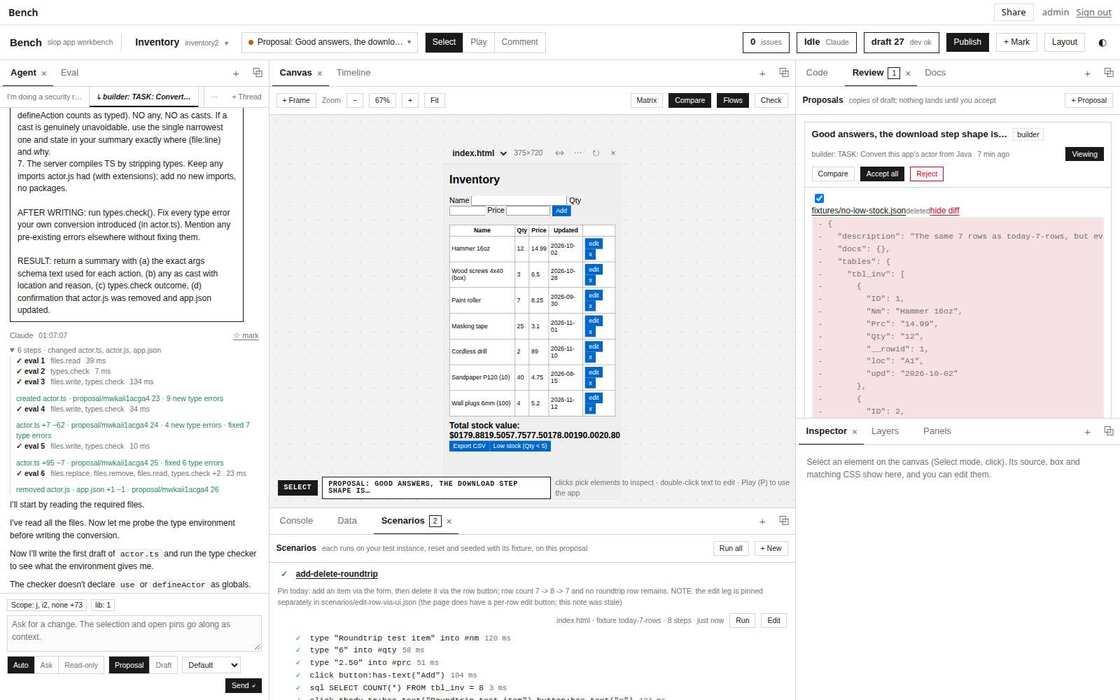 Bench
Share admin Sign out
Bench slop app workbench Inventory inventory2 Proposal: Good answers, the downlo… Select Play Comment 0 issues Idle Claude draft 27 dev ok Publish + Mark Layout
Agent × Eval +
Canvas × Timeline +
Code Review 1 × Docs +
I'm doing a security r… ↳ builder: TASK: Convert… ⋯ + Thread
+ Frame Zoom − 67% + Fit Matrix Compare Flows Check
Proposals copies of draft; nothing lands until you accept + Proposal
defineAction counts as typed). NO any, NO as casts. If a
cast is genuinely unavoidable, use the single narrowest
one and state in your summary exactly where (file:line)
and why.
7. The server compiles TS by stripping types. Keep any
imports actor.js had (with extensions); add no new imports,
no packages.
AFTER WRITING: run types.check(). Fix every type error
your own conversion introduced (in actor.ts). Mention any
pre-existing errors elsewhere without fixing them.
RESULT: return a summary with (a) the exact args
schema text used for each action, (b) any as cast with
location and reason, (c) types.check outcome, (d)
confirmation that actor.js was removed and app.json
updated.
Claude 01:07:07 ☆ mark
▾ 6 steps · changed actor.ts, actor.js, app.json
✓ eval 1 files.read 39 ms
✓ eval 2 types.check 7 ms
✓ eval 3 files.write, types.check 134 ms
created actor.ts · proposal/mwkaii1acga4 23 · 9 new type errors
✓ eval 4 files.write, types.check 34 ms
actor.ts +7 −62 · proposal/mwkaii1acga4 24 · 4 new type errors · fixed 7
type errors
✓ eval 5 files.write, types.check 10 ms
actor.ts +95 −7 · proposal/mwkaii1acga4 25 · fixed 6 type errors
✓ eval 6 files.replace, files.remove, files.read, types.check +2 23 ms
removed actor.js · app.json +1 −1 · proposal/mwkaii1acga4 26
I'll start by reading the required files.
I've read all the files. Now let me probe the type environment
before writing the conversion.
Now I'll write the first draft of actor.ts and run the type checker
to see what the environment gives me.
The checker doesn't declare use or defineActor as globals.
Scope: j, i2, none +73 lib: 1
Ask for a change. The selection and open pins go along as
context.
Auto Ask Read-only Proposal Draft Default
Send
index.html 375×720 ⋯ ×
Inventory
Name Qty
Price Add
Name Qty Price Updated
Hammer 16oz 12 14.99 2026-10-02 edit x
Wood screws 4x40 (box) 3 6.5 2026-10-28 edit x
Paint roller 7 8.25 2026-09-30 edit x
Masking tape 25 3.1 2026-11-01 edit x
Cordless drill 2 89 2026-11-10 edit x
Sandpaper P120 (10) 40 4.75 2026-08-15 edit x
Wall plugs 6mm (100) 4 5.2 2026-11-12 edit x
Total stock value:
$0179.8819.5057.7577.50178.00190.0020.80
Export CSV Low stock (Qty < 5)
SELECT PROPOSAL: GOOD ANSWERS, THE DOWNLOAD STEP SHAPE IS… clicks pick elements to inspect · double-click text to edit · Play (P) to use the app
Console Data Scenarios 2 × +
Scenarios each runs on your test instance, reset and seeded with its fixture, on this proposal Run all + New
✓ add-delete-roundtrip
Pin today: add an item via the form, then delete it via the row button; row count 7 -> 8 -> 7 and no roundtrip row remains. NOTE: the edit leg is pinned
separately in scenarios/edit-row-via-ui.json (the page does have a per-row edit button; this note was stale)
index html · fixture today-7-rows · 8 steps just now Run Edit
✓ type "Roundtrip test item" into #nm 120 ms
✓ type "6" into #qty 58 ms
✓ type "2.50" into #prc 51 ms
✓ click button:has-text("Add") 104 ms
✓ sql SELECT COUNT(*) FROM tbl_inv = 8 3 ms
Good answers, the download step shape is… builder
builder: TASK: Convert this app's actor from Java · 7 min ago Viewing
Compare Accept all Reject
fixtures/no-low-stock.json deleted hide diff
- {
- "description": "The same 7 rows as today-7-rows, but ev
- "docs": {},
- "tables": {
- "tbl_inv": [
- {
- "ID": 1,
- "Nm": "Hammer 16oz",
- "Prc": "14.99",
- "Qty": "12",
- "__rowid": 1,
- "loc": "A1",
- "upd": "2026-10-02"
- },
- {
- "ID": 2,
Inspector × Layers Panels +
Select an element on the canvas (Select mode, click). Its source, box and
matching CSS show here, and you can edit them.